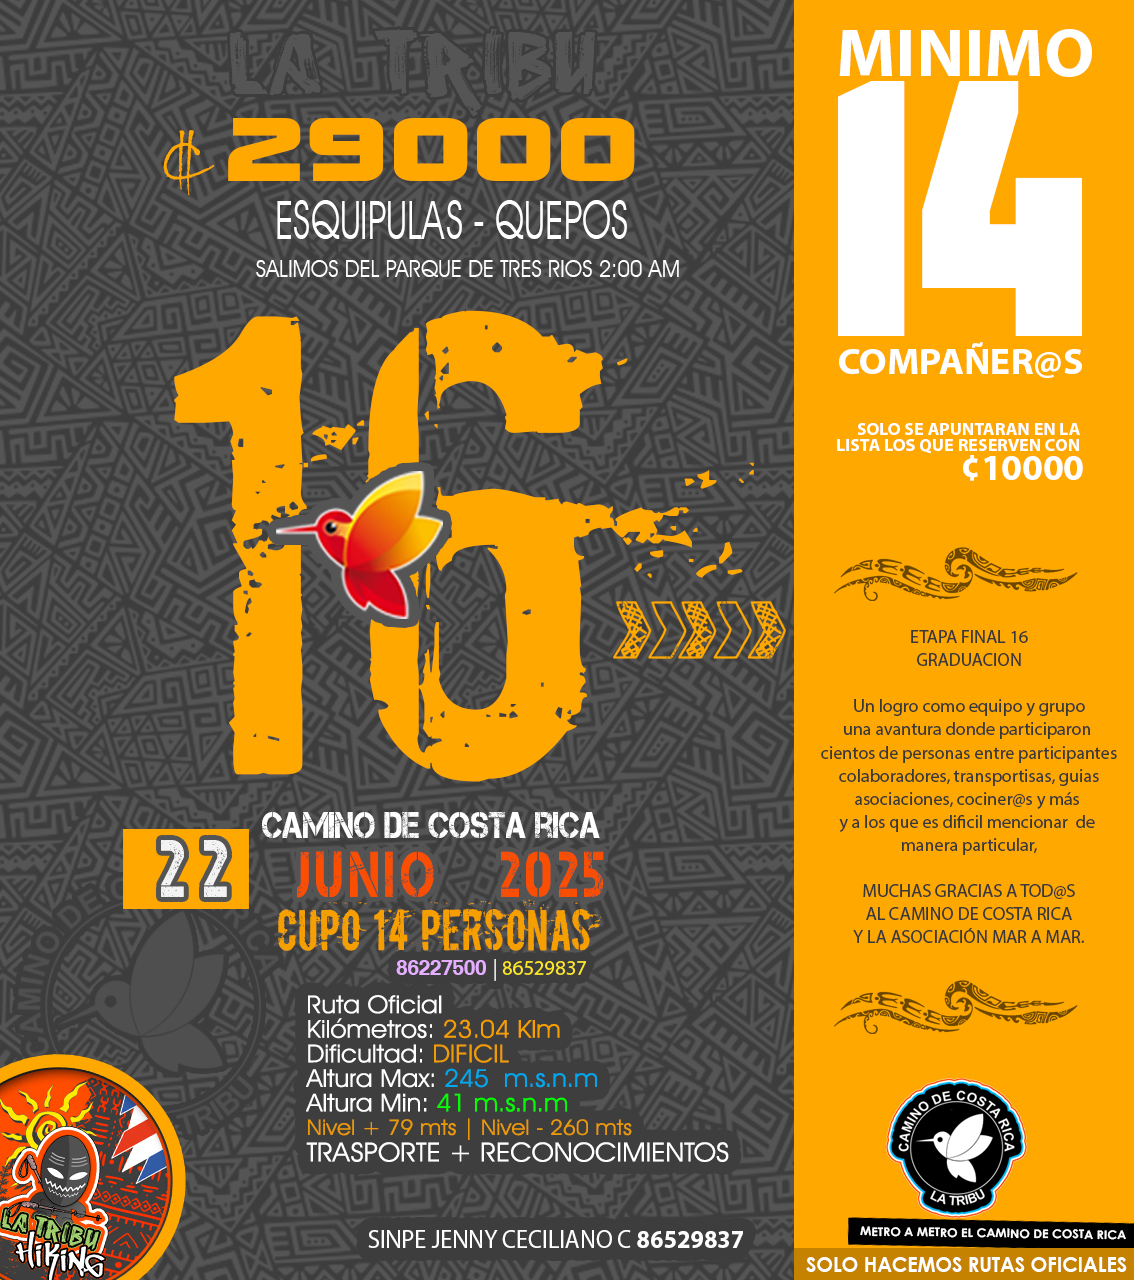 LA TRIBU
₡ 29000
ESQUIPULAS - QUEPOS
SALIMOS DEL PARQUE DE TRES RIOS 2:00 AM
16
CAMINO DE COSTA RICA
22 JUNIO 2025
CUPO 14 PERSONAS
86227500 | 86529837
Ruta Oficial
Kilómetros: 23.04 Klm
Dificultad: DIFICIL
Altura Max: 245 m.s.n.m
Altura Min: 41 m.s.n.m
Nivel + 79 mts | Nivel - 260 mts
TRASPORTE + RECONOCIMIENTOS
SINPE JENNY CECILIANO C 86529837
LA TRIBU
HIKING
MINIMO
14
COMPAÑER@S
SOLO SE APUNTARAN EN LA
LISTA LOS QUE RESERVEN CON
¢10000
ETAPA FINAL 16
GRADUACION
Un logro como equipo y grupo
una avantura donde participaron
cientos de personas entre participantes
colaboradores, transportisas, guias
asociaciones, cociner@s y más
y a los que es dificil mencionar de
manera particular,
MUCHAS GRACIAS A TOD@S
AL CAMINO DE COSTA RICA
Y LA ASOCIACIÓN MAR A MAR.
CAMINO DE COSTA RICA
LA TRIBU
METRO A METRO EL CAMINO DE COSTA RICA
SOLO HACEMOS RUTAS OFICIALES